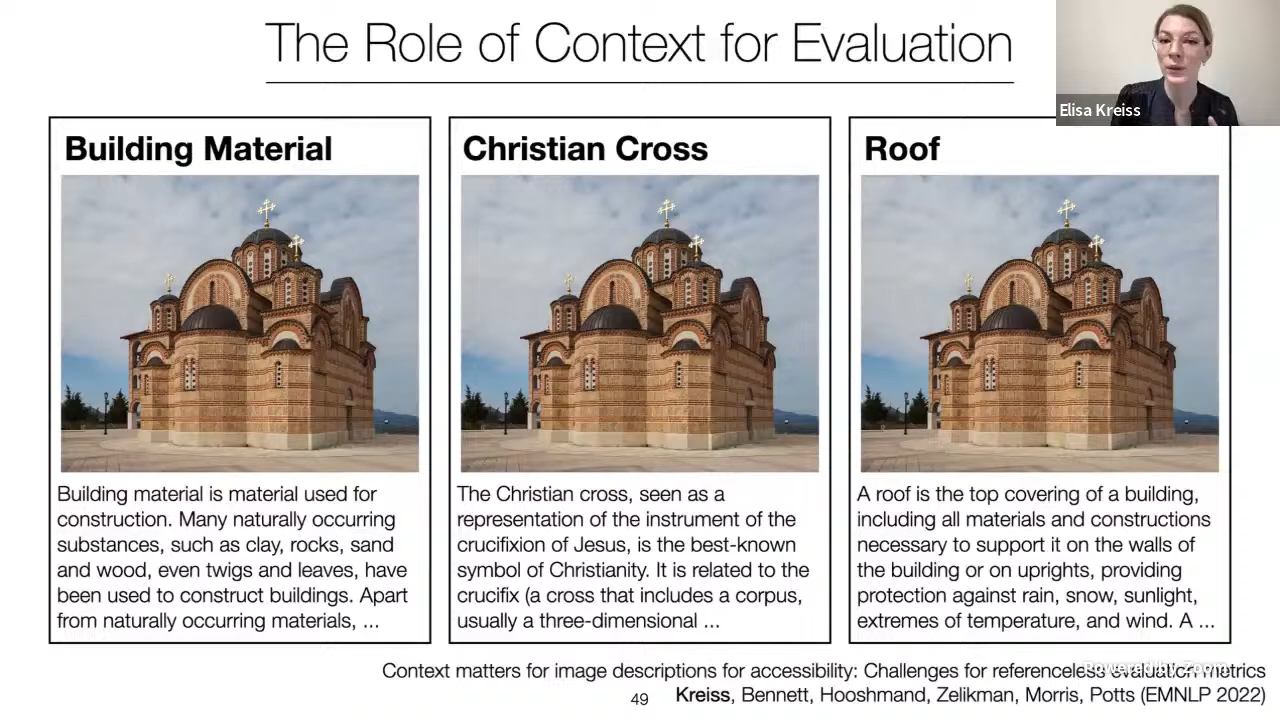 The Role of Context for Evaluation
Elisa Kreiss
Building Material
Building material is material used for
construction. Many naturally occurring
substances, such as clay, rocks, sand
and wood, even twigs and leaves, have
been used to construct buildings. Apart
from naturally occurring materials, ...
Christian Cross
The Christian cross, seen as a
representation of the instrument of the
crucifixion of Jesus, is the best-known
symbol of Christianity. It is related to the
crucifix (a cross that includes a corpus,
usually a three-dimensional ...
Roof
A roof is the top covering of a building,
including all materials and constructions
necessary to support it on the walls of
the building or on uprights, providing
protection against rain, snow, sunlight,
extremes of temperature, and wind. A ...
Context matters for image descriptions for accessibility: Challenges for referenceless evaluation metrics
Powered by Zoom
49
Kreiss, Bennett, Hooshmand, Zelikman, Morris, Potts (EMNLP 2022)